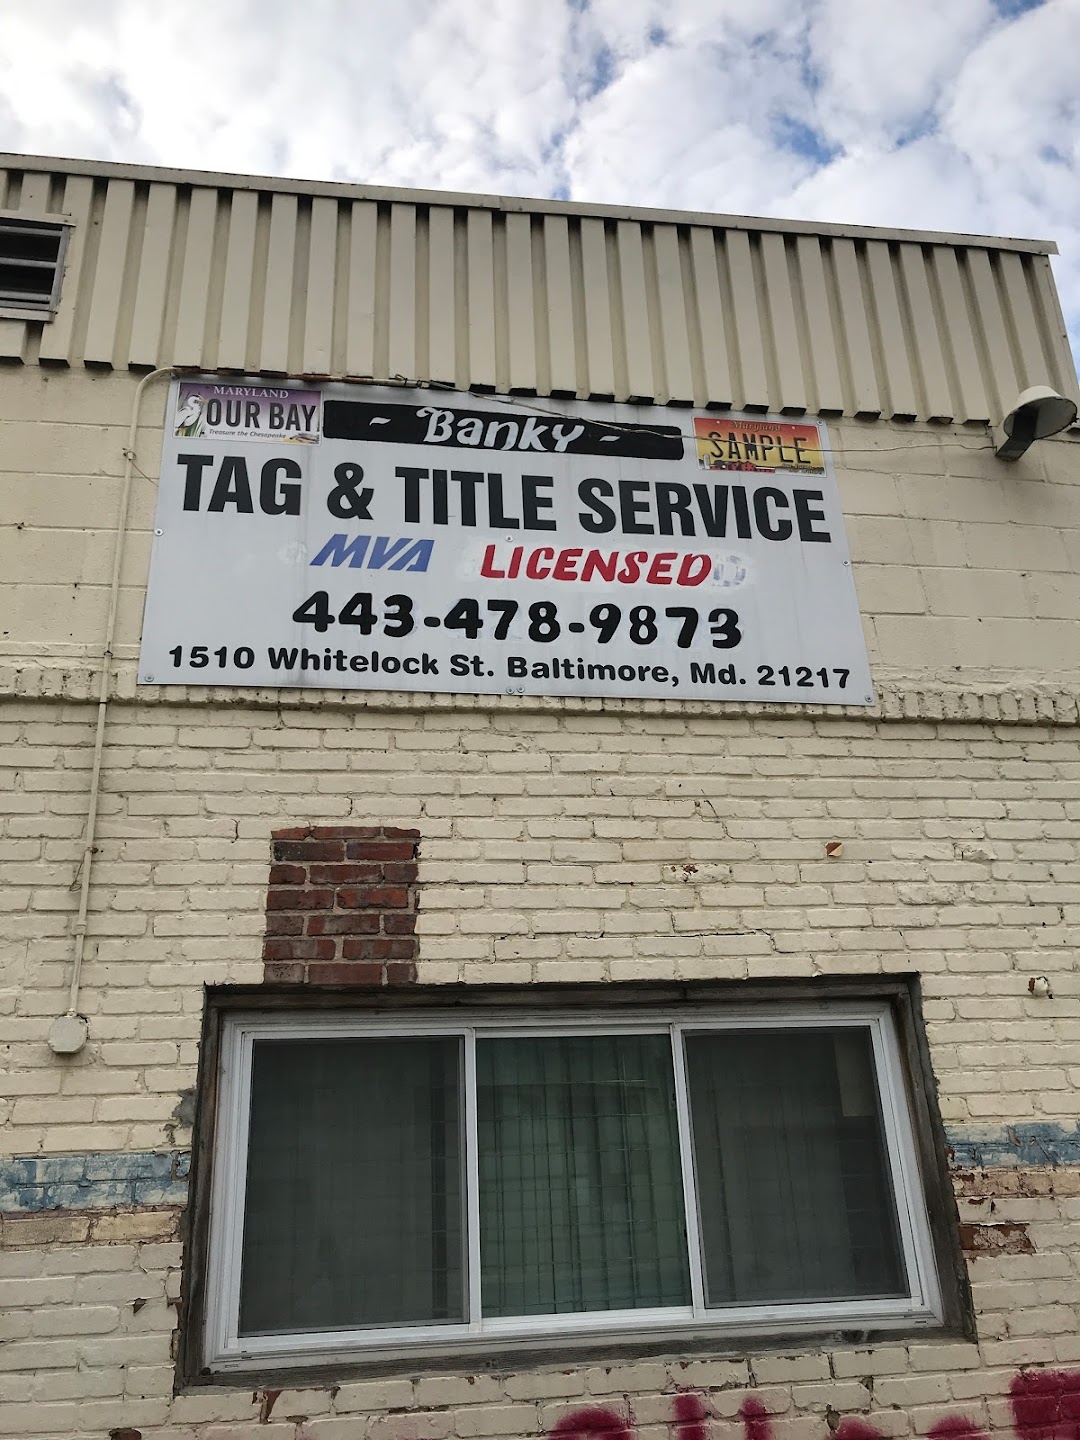 MARYLAND
OUR BAY
Treasure the Chesapeake
- Banky -
Maryland
SAMPLE
TAG & TITLE SERVICE
MVA LICENSED
443-478-9873
1510 Whitelock St. Baltimore, Md. 21217